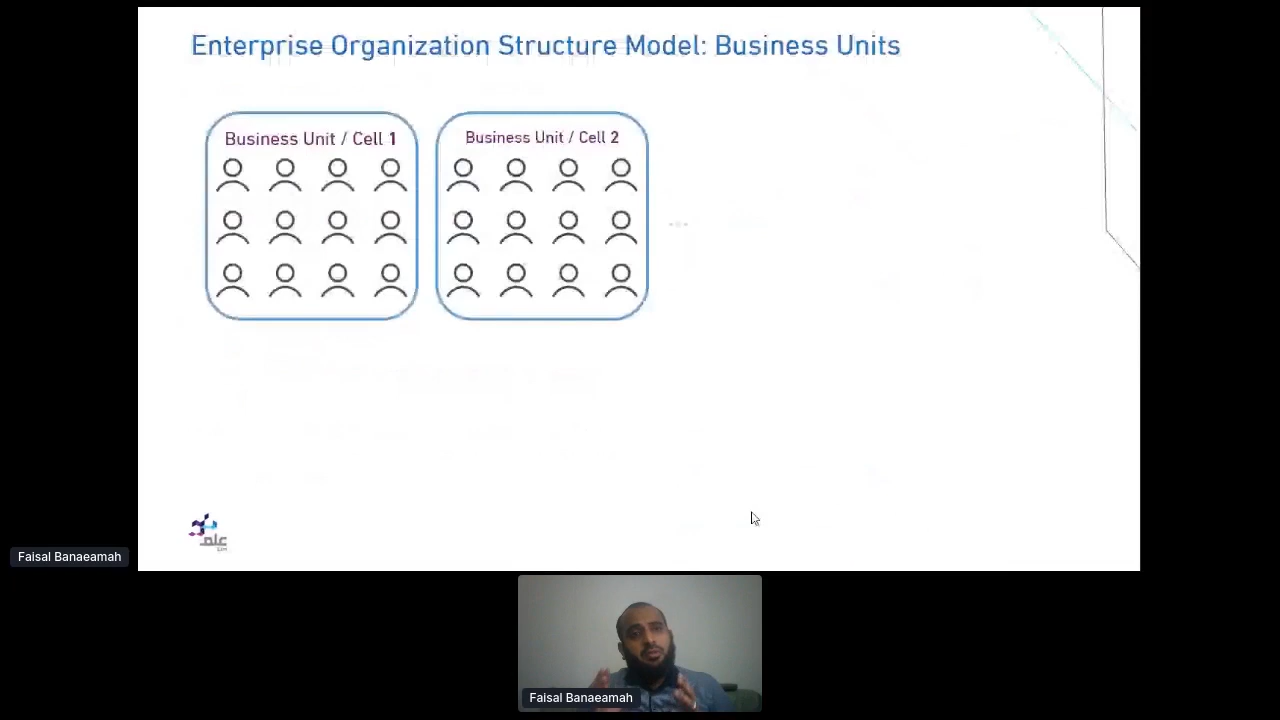 Enterprise Organization Structure Model: Business Units
Business Unit / Cell 1
Business Unit / Cell 2
...
علم
Faisal Banaeamah
Faisal Banaeamah